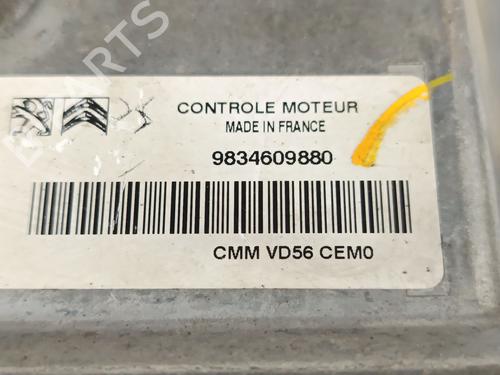 CONTROLE MOTEUR
MADE IN FRANCE
9834609880
CMM VD56 CEM0